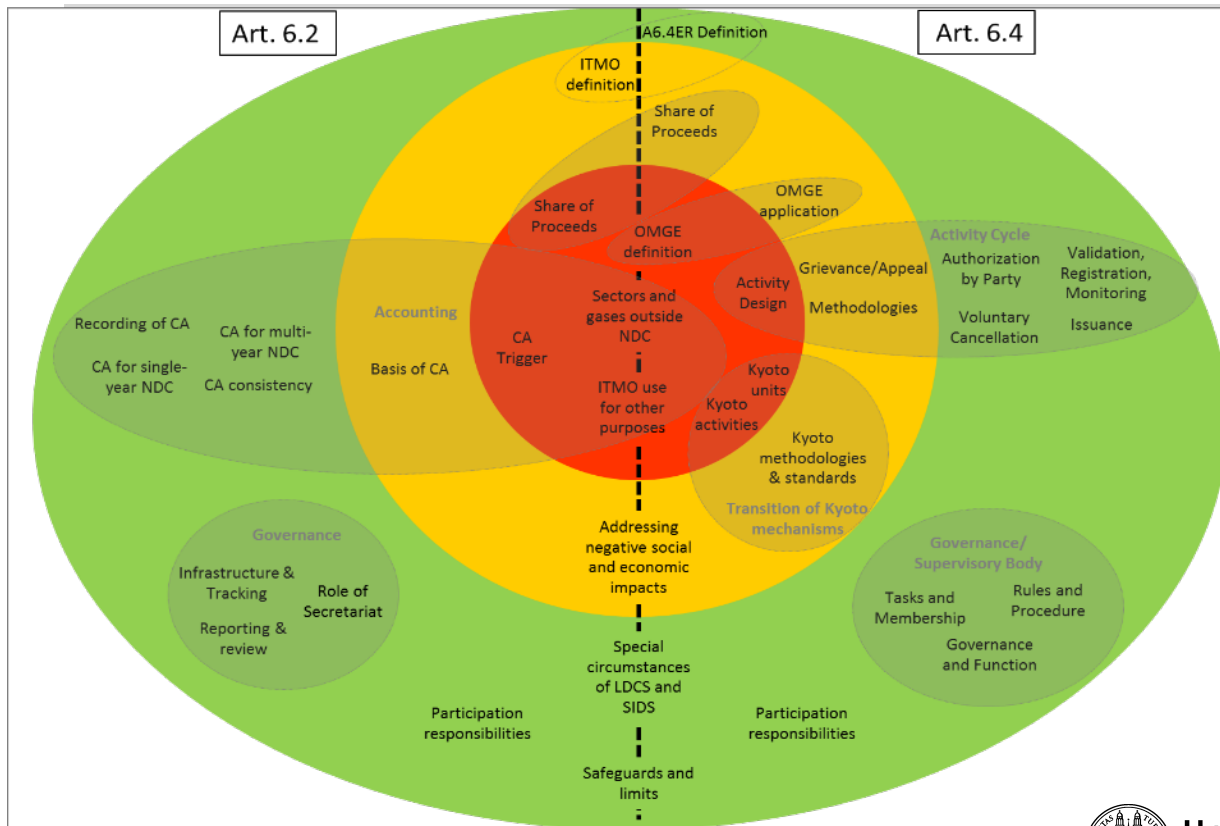 Art. 6.2
Art. 6.4
A6.4ER Definition
ITMO
definition
Share of
Proceeds
Share of
Proceeds
OMGE
application
OMGE
definition
Activity Cycle
Grievance/Appeal
Authorization
by Party
Validation,
Registration,
Monitoring
Activity
Design
Methodologies
Voluntary
Cancellation
Issuance
Accounting
Recording of CA
CA for multi-
year NDC
CA for single-
year NDC
CA consistency
Basis of CA
CA
Trigger
Sectors and
gases outside
NDC
ITMO use
for other
purposes
Kyoto
units
Kyoto
activities
Kyoto
methodologies
& standards
Transition of Kyoto
mechanisms
Governance
Infrastructure &
Tracking
Role of
Secretariat
Reporting &
review
Addressing
negative social
and economic
impacts
Governance/
Supervisory Body
Tasks and
Membership
Rules and
Procedure
Governance
and Function
Special
circumstances
of LDCS and
SIDS
Participation
responsibilities
Participation
responsibilities
Safeguards and
limits